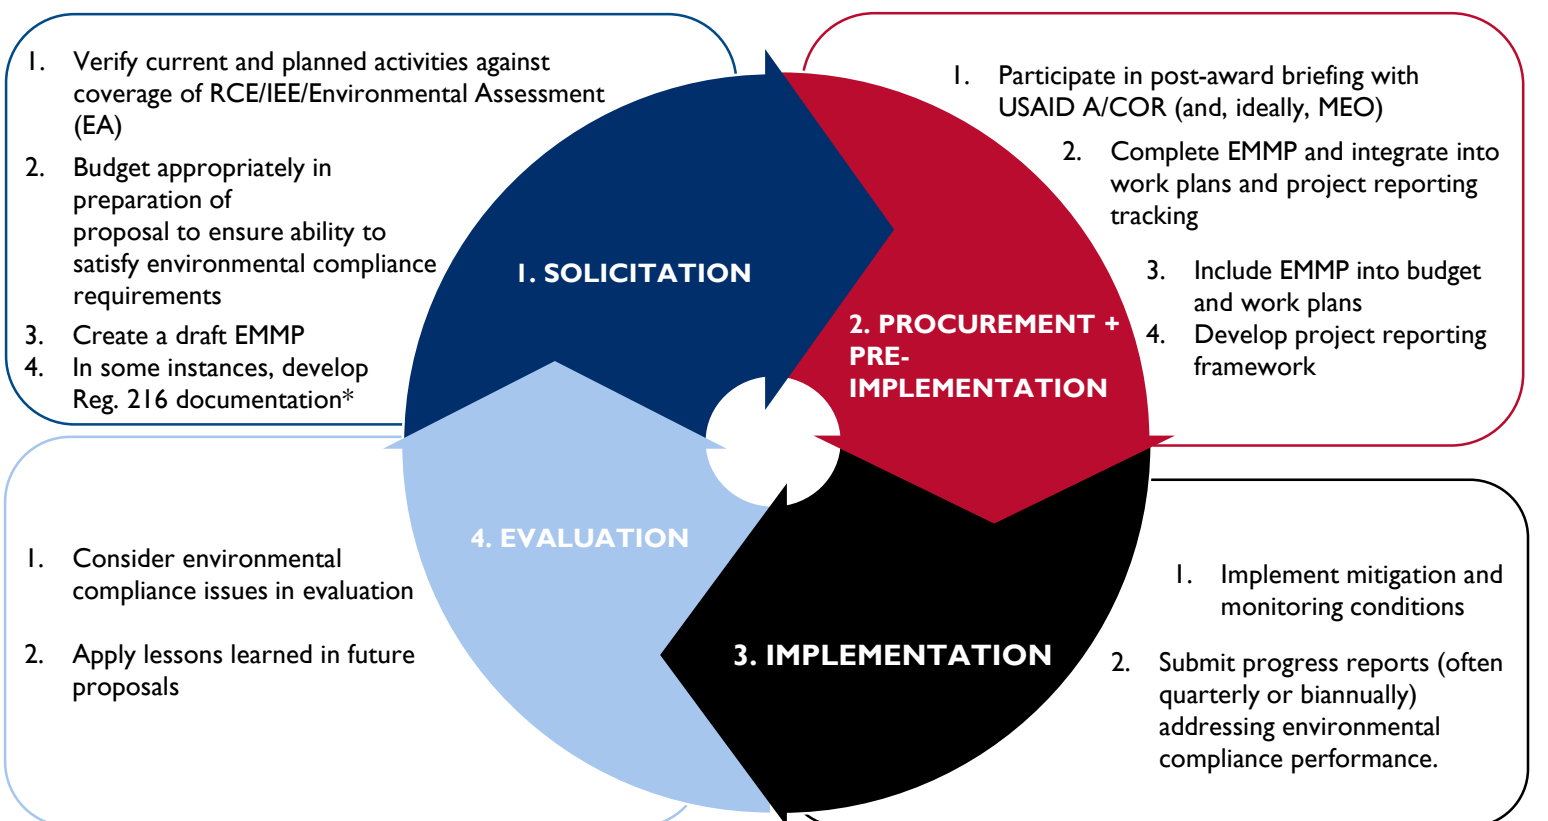 1. Verify current and planned activities against
coverage of RCE/IEE/Environmental Assessment
(EA)
2. Budget appropriately in
preparation of
proposal to ensure ability to
satisfy environmental compliance
requirements
3. Create a draft EMMP
4. In some instances, develop
Reg. 216 documentation*
1. SOLICITATION
1. Participate in post-award briefing with
USAID A/COR (and, ideally, MEO)
2. Complete EMMP and integrate into
work plans and project reporting
tracking
3. Include EMMP into budget
and work plans
4. Develop project reporting
framework
2. PROCUREMENT +
PRE-
IMPLEMENTATION
1. Consider environmental
compliance issues in evaluation
2. Apply lessons learned in future
proposals
4. EVALUATION
3. IMPLEMENTATION
1. Implement mitigation and
monitoring conditions
2. Submit progress reports (often
quarterly or biannually)
addressing environmental
compliance performance.